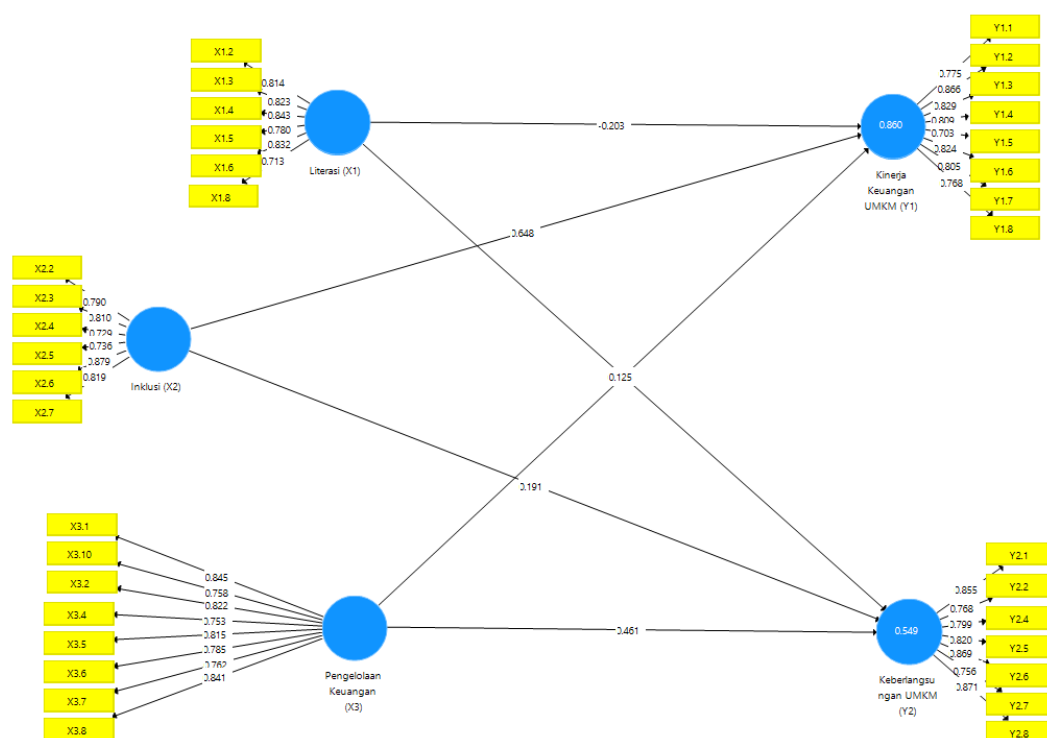 X1.2
X1.3
X1.4
X1.5
X1.6
X1.8
0.814
0.823
0.843
0.780
0.832
0.713
Literasi (X1)
-0.203
Y1.1
Y1.2
Y1.3
Y1.4
Y1.5
Y1.6
Y1.7
Y1.8
0.775
0.866
0.829
0.809
0.703
0.824
0.805
0.768
0.860
Kinerja
Keuangan
UMKM (Y1)
0.648
X2.2
X2.3
X2.4
X2.5
X2.6
X2.7
0.790
0.810
0.729
0.736
0.879
0.819
Inklusi (X2)
0.125
0.191
X3.1
X3.10
X3.2
X3.4
X3.5
X3.6
X3.7
X3.8
0.845
0.758
0.822
0.753
0.815
0.785
0.762
0.841
Pengelolaan
Keuangan
(X3)
0.461
0.549
Keberlangsu
ngan UMKM
(Y2)
0.855
0.768
0.799
0.820
0.869
0.756
0.871
Y2.1
Y2.2
Y2.4
Y2.5
Y2.6
Y2.7
Y2.8